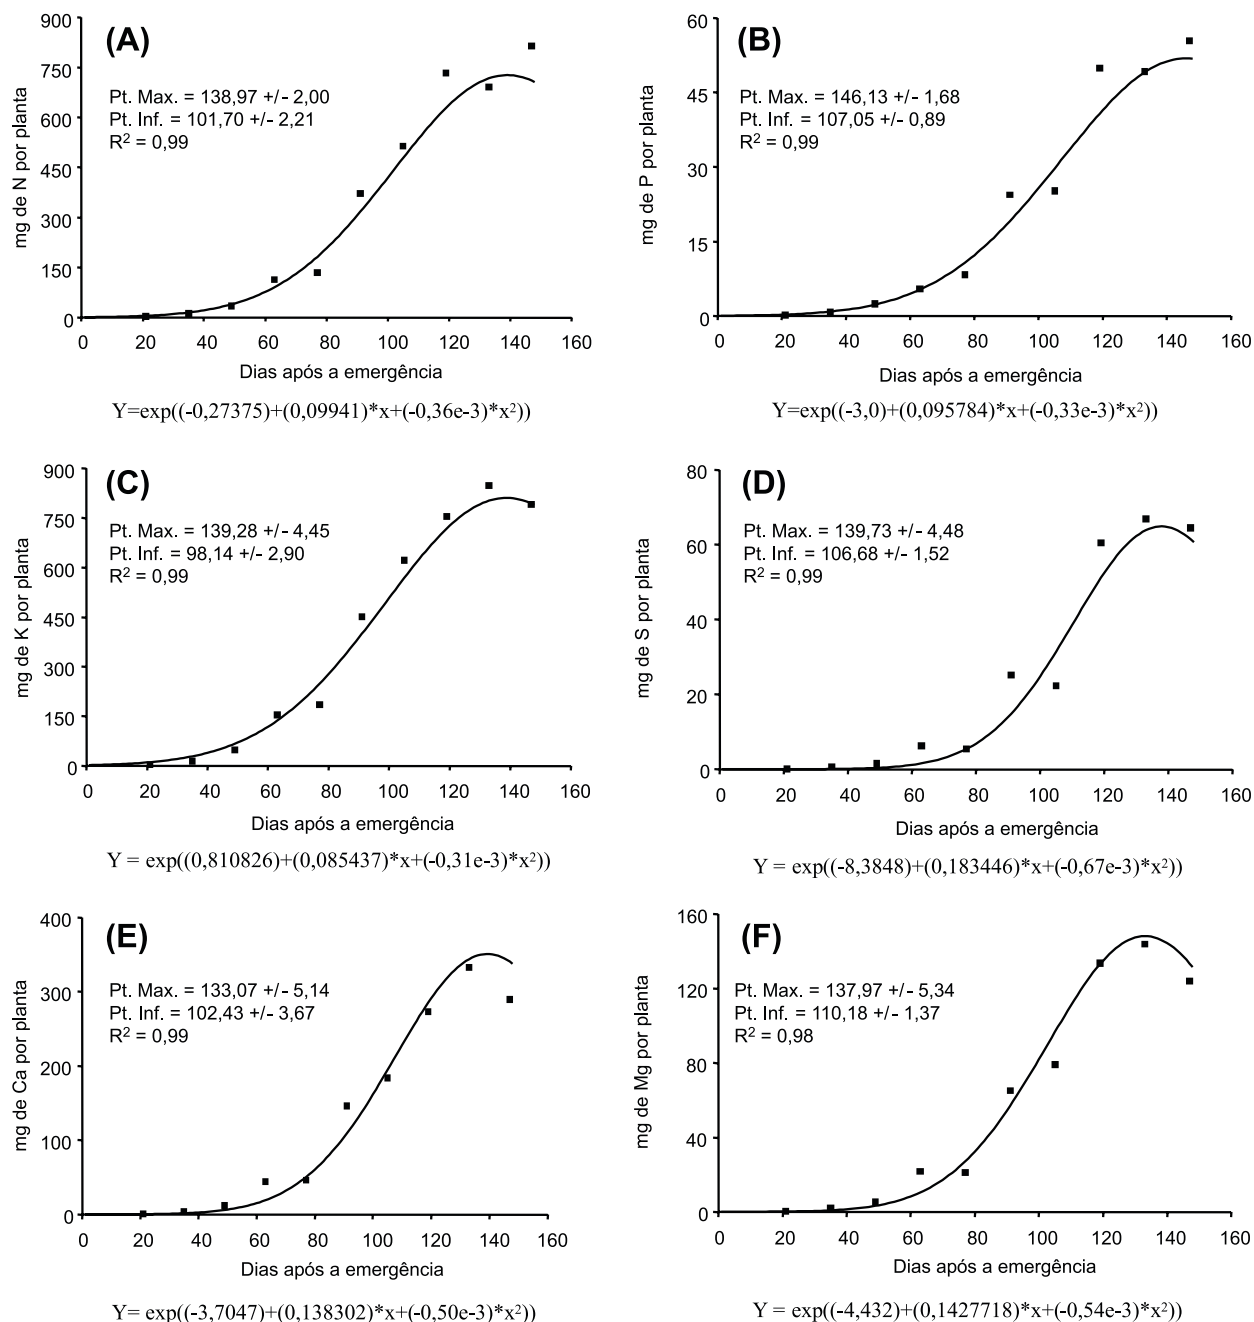 (A)
Pt. Max. = 138,97 +/- 2,00
Pt. Inf. = 101,70 +/- 2,21
R² = 0,99
mg de N por planta
900
750
600
450
300
150
0
0 20 40 60 80 100 120 140 160
Dias após a emergência
Y=exp((-0,27375)+(0,09941)*x+(-0,36e-3)*x²))
(B)
Pt. Max. = 146,13 +/- 1,68
Pt. Inf. = 107,05 +/- 0,89
R² = 0,99
mg de P por planta
60
45
30
15
0
0 20 40 60 80 100 120 140 160
Dias após a emergência
Y=exp((-3,0)+(0,095784)*x+(-0,33e-3)*x²))
(C)
Pt. Max. = 139,28 +/- 4,45
Pt. Inf. = 98,14 +/- 2,90
R² = 0,99
mg de K por planta
900
750
600
450
300
150
0
0 20 40 60 80 100 120 140 160
Dias após a emergência
Y = exp((0,810826)+(0,085437)*x+(-0,31e-3)*x²))
(D)
Pt. Max. = 139,73 +/- 4,48
Pt. Inf. = 106,68 +/- 1,52
R² = 0,99
mg de S por planta
80
60
40
20
0
0 20 40 60 80 100 120 140 160
Dias após a emergência
Y = exp((-8,3848)+(0,183446)*x+(-0,67e-3)*x²))
(E)
Pt. Max. = 133,07 +/- 5,14
Pt. Inf. = 102,43 +/- 3,67
R² = 0,99
mg de Ca por planta
400
300
200
100
0
0 20 40 60 80 100 120 140 160
Dias após a emergência
Y= exp((-3,7047)+(0,138302)*x+(-0,50e-3)*x²))
(F)
Pt. Max. = 137,97 +/- 5,34
Pt. Inf. = 110,18 +/- 1,37
R² = 0,98
mg de Mg por planta
160
120
80
40
0
0 20 40 60 80 100 120 140 160
Dias após a emergência
Y = exp((-4,432)+(0,1427718)*x+(-0,54e-3)*x²))